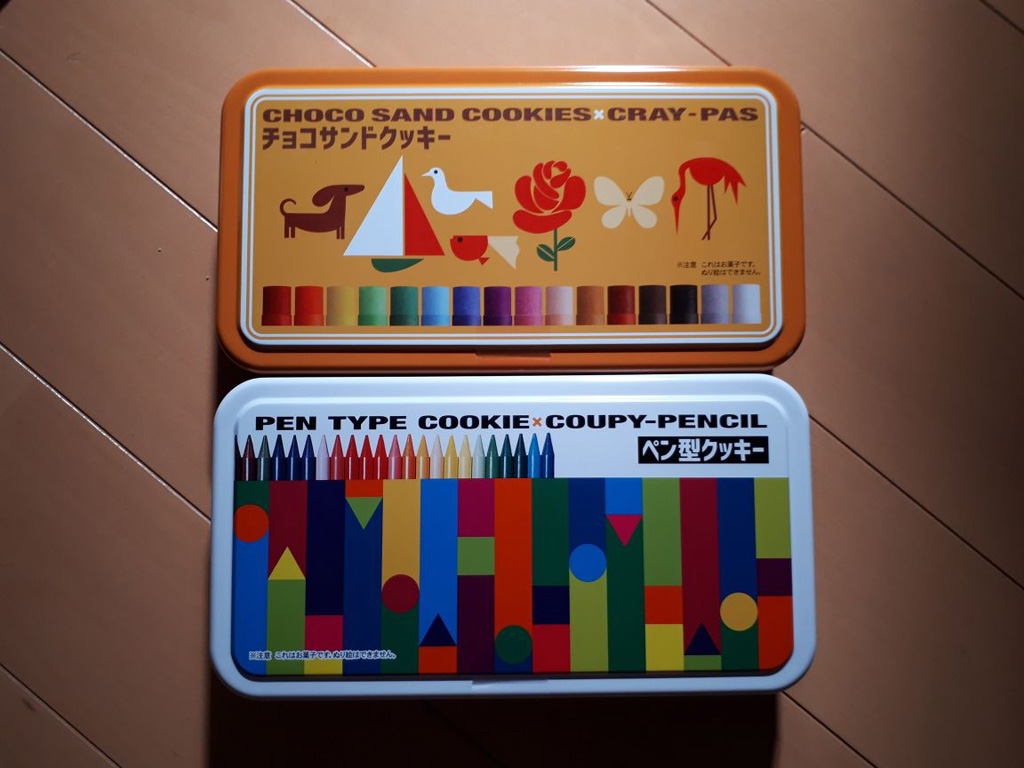 CHOCO SAND COOKIES×CRAY-PAS
チョコサンドクッキー
※注意 これはお菓子です。
ぬり絵はできません。
PEN TYPE COOKIE×COUPY-PENCIL
ペン型クッキー
※注意 これはお菓子です。ぬり絵はできません。